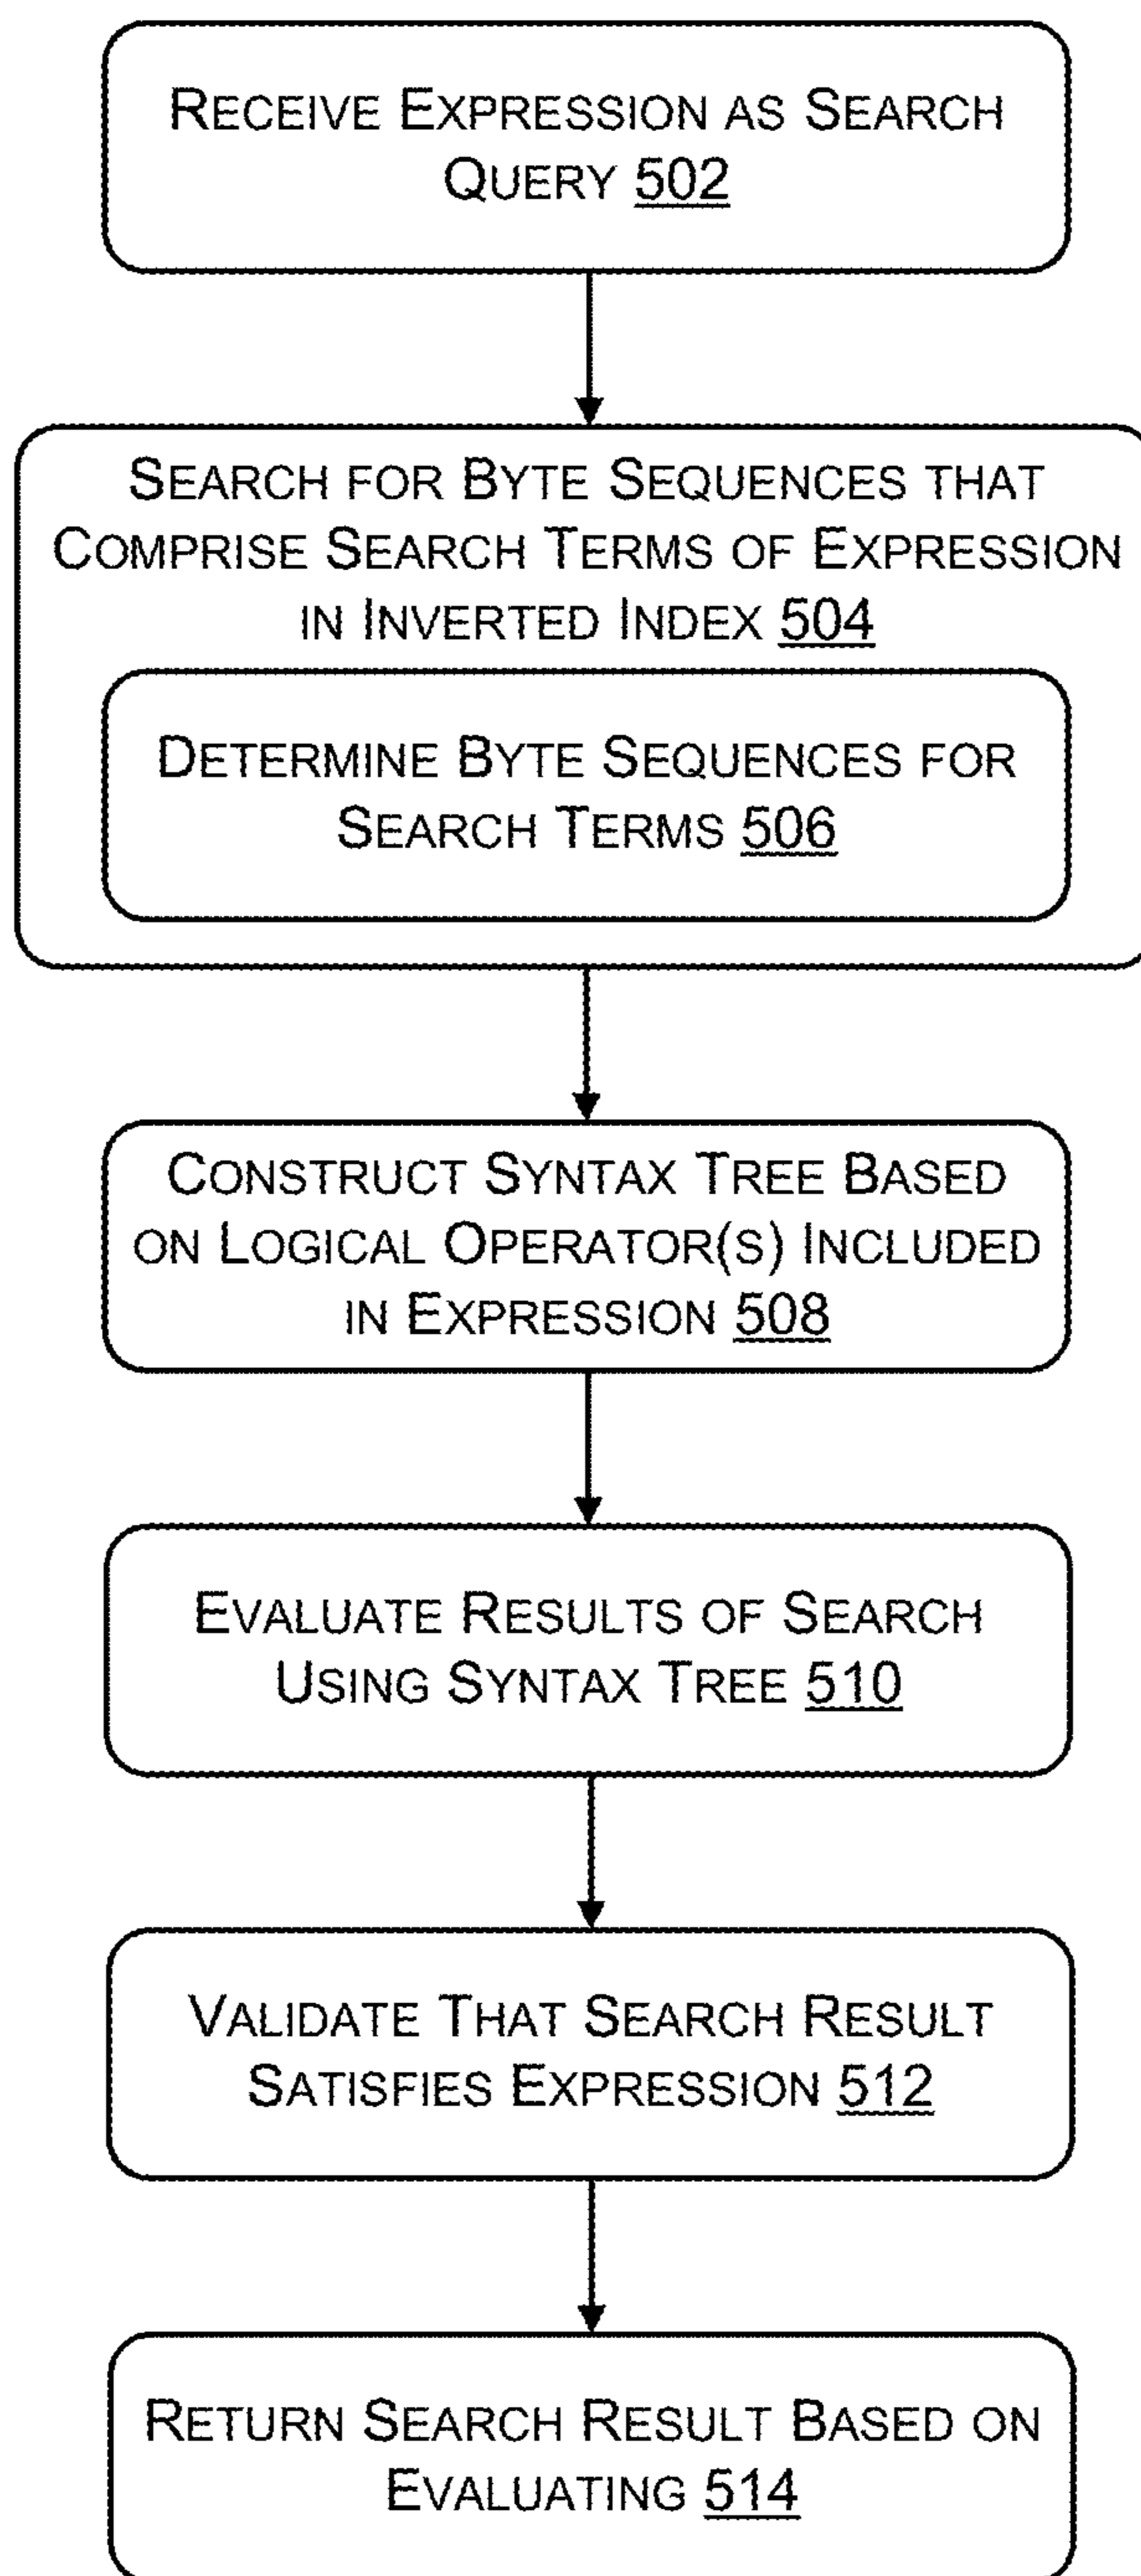 RECEIVE EXPRESSION AS SEARCH
QUERY 502
SEARCH FOR BYTE SEQUENCES THAT
COMPRISE SEARCH TERMS OF EXPRESSION
IN INVERTED INDEX 504
DETERMINE BYTE SEQUENCES FOR
SEARCH TERMS 506
CONSTRUCT SYNTAX TREE BASED
ON LOGICAL OPERATOR(S) INCLUDED
IN EXPRESSION 508
EVALUATE RESULTS OF SEARCH
USING SYNTAX TREE 510
VALIDATE THAT SEARCH RESULT
SATISFIES EXPRESSION 512
RETURN SEARCH RESULT BASED ON
EVALUATING 514